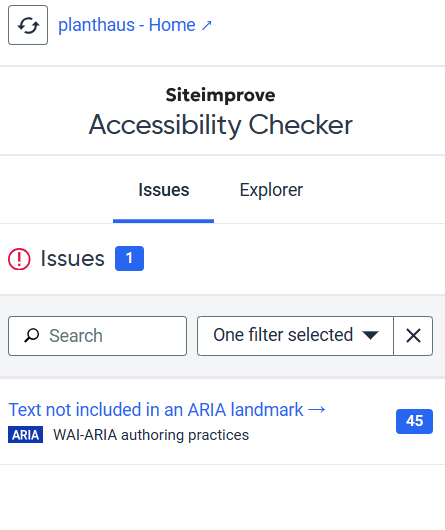 planthaus - Home ↗
Siteimprove
Accessibility Checker
Issues Explorer
Issues 1
Search One filter selected
Text not included in an ARIA landmark → 45
ARIA WAI-ARIA authoring practices